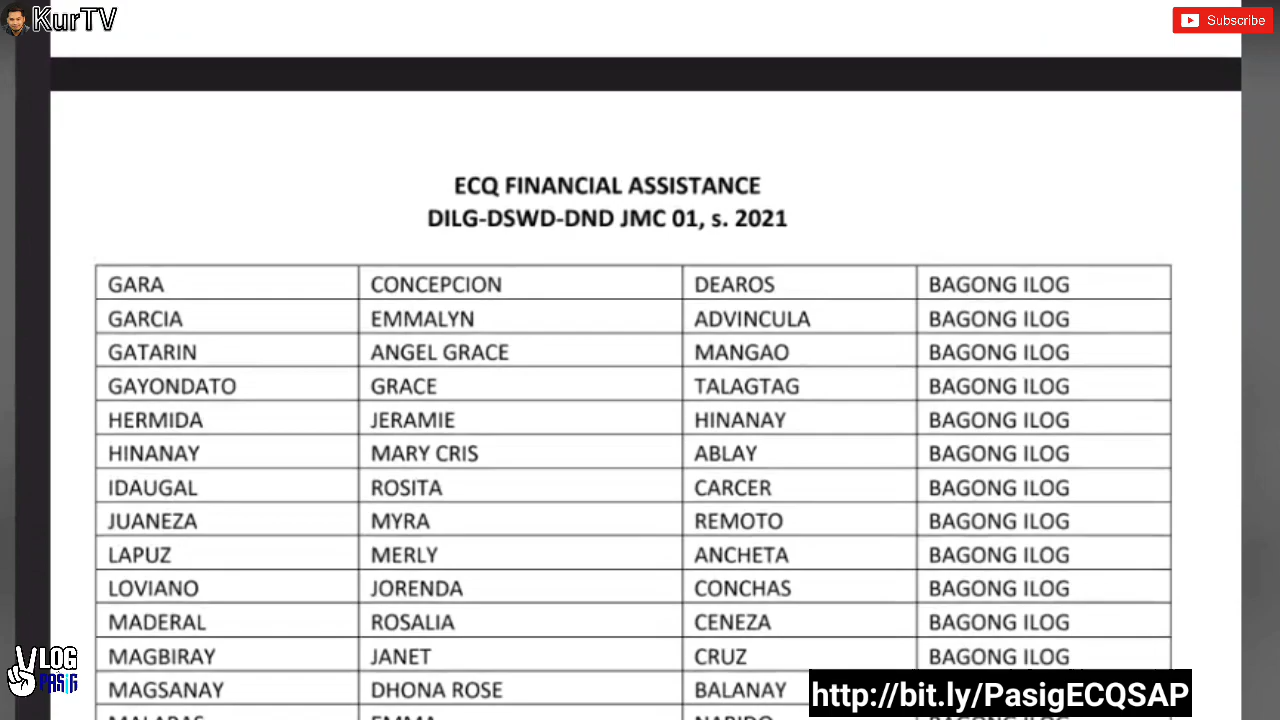 KurTV
Subscribe
ECQ FINANCIAL ASSISTANCE
DILG-DSWD-DND JMC 01, s. 2021
GARA CONCEPCION DEAROS BAGONG ILOG
GARCIA EMMALYN ADVINCULA BAGONG ILOG
GATARIN ANGEL GRACE MANGAO BAGONG ILOG
GAYONDATO GRACE TALAGTAG BAGONG ILOG
HERMIDA JERAMIE HINANAY BAGONG ILOG
HINANAY MARY CRIS ABLAY BAGONG ILOG
IDAUGAL ROSITA CARCER BAGONG ILOG
JUANEZA MYRA REMOTO BAGONG ILOG
LAPUZ MERLY ANCHETA BAGONG ILOG
LOVIANO JORENDA CONCHAS BAGONG ILOG
MADERAL ROSALIA CENEZA BAGONG ILOG
MAGBIRAY JANET CRUZ BAGONG ILOG
MAGSANAY DHONA ROSE BALANAY
VLOG
PASIG
http://bit.ly/PasigECQSAP